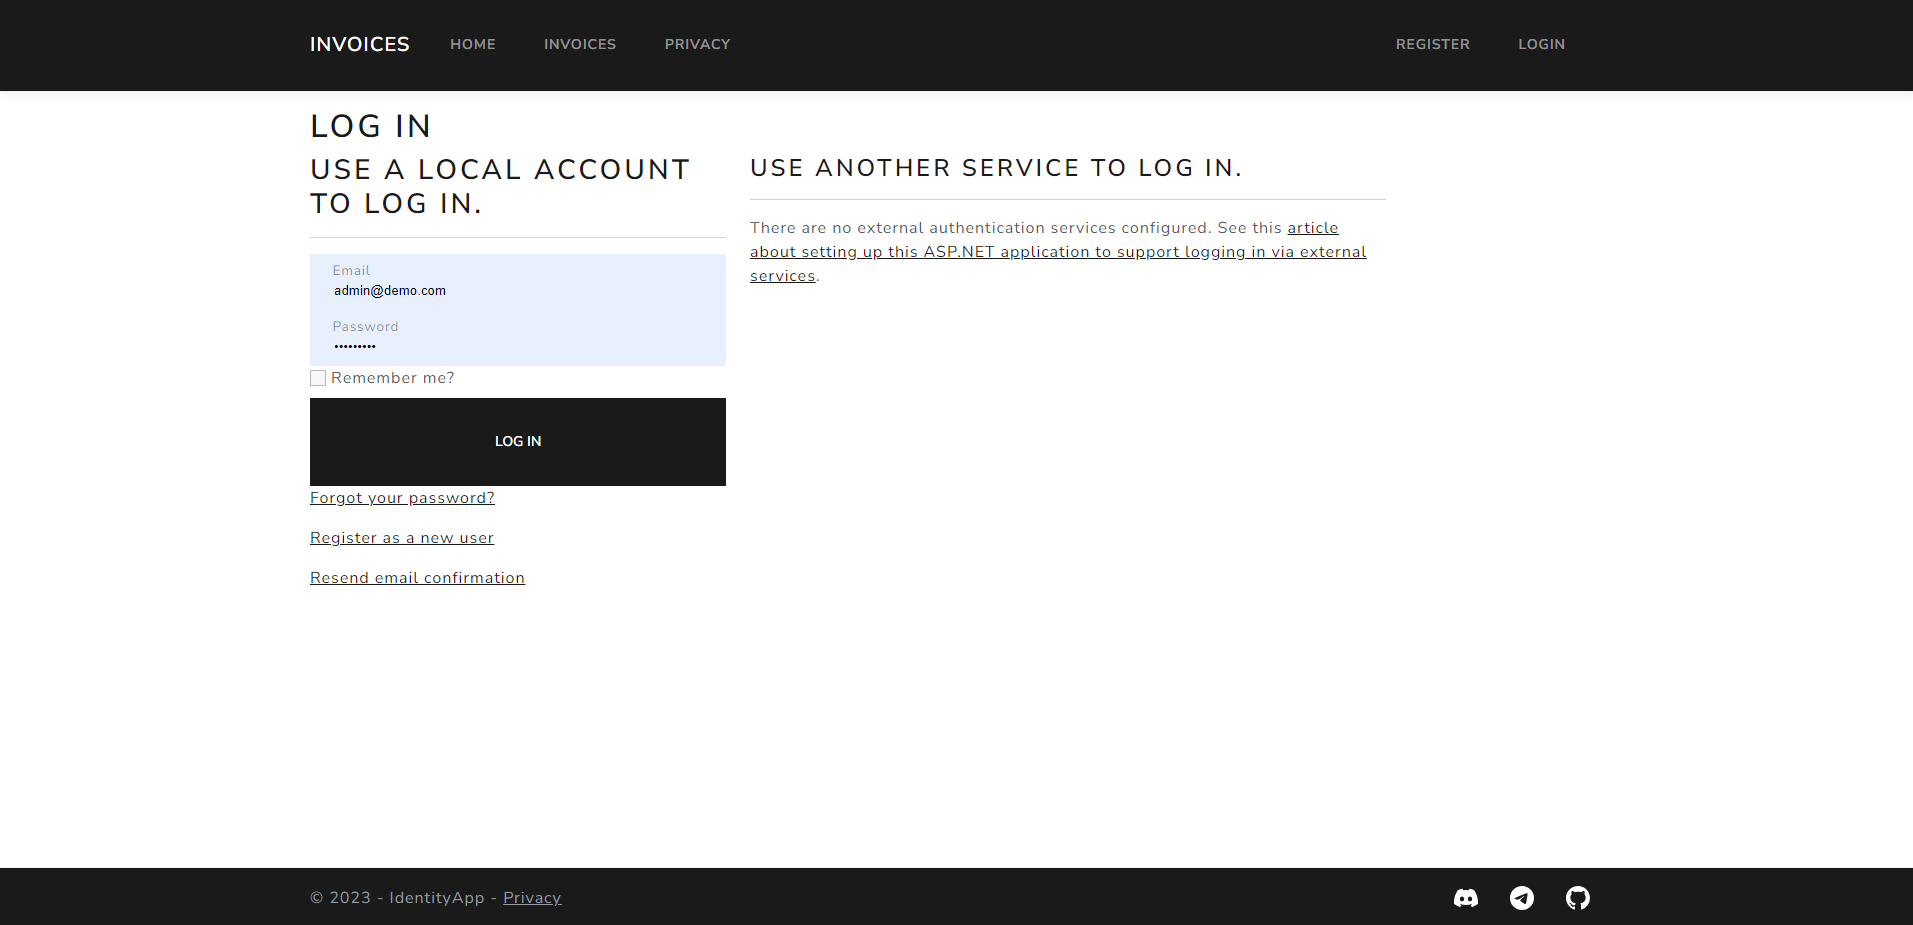 INVOICES HOME INVOICES PRIVACY REGISTER LOGIN
LOG IN
USE A LOCAL ACCOUNT
TO LOG IN.
Email
admin@demo.com
Password
•••••••••
Remember me?
LOG IN
Forgot your password?
Register as a new user
Resend email confirmation
USE ANOTHER SERVICE TO LOG IN.
There are no external authentication services configured. See this article
about setting up this ASP.NET application to support logging in via external
services.
© 2023 - IdentityApp - Privacy